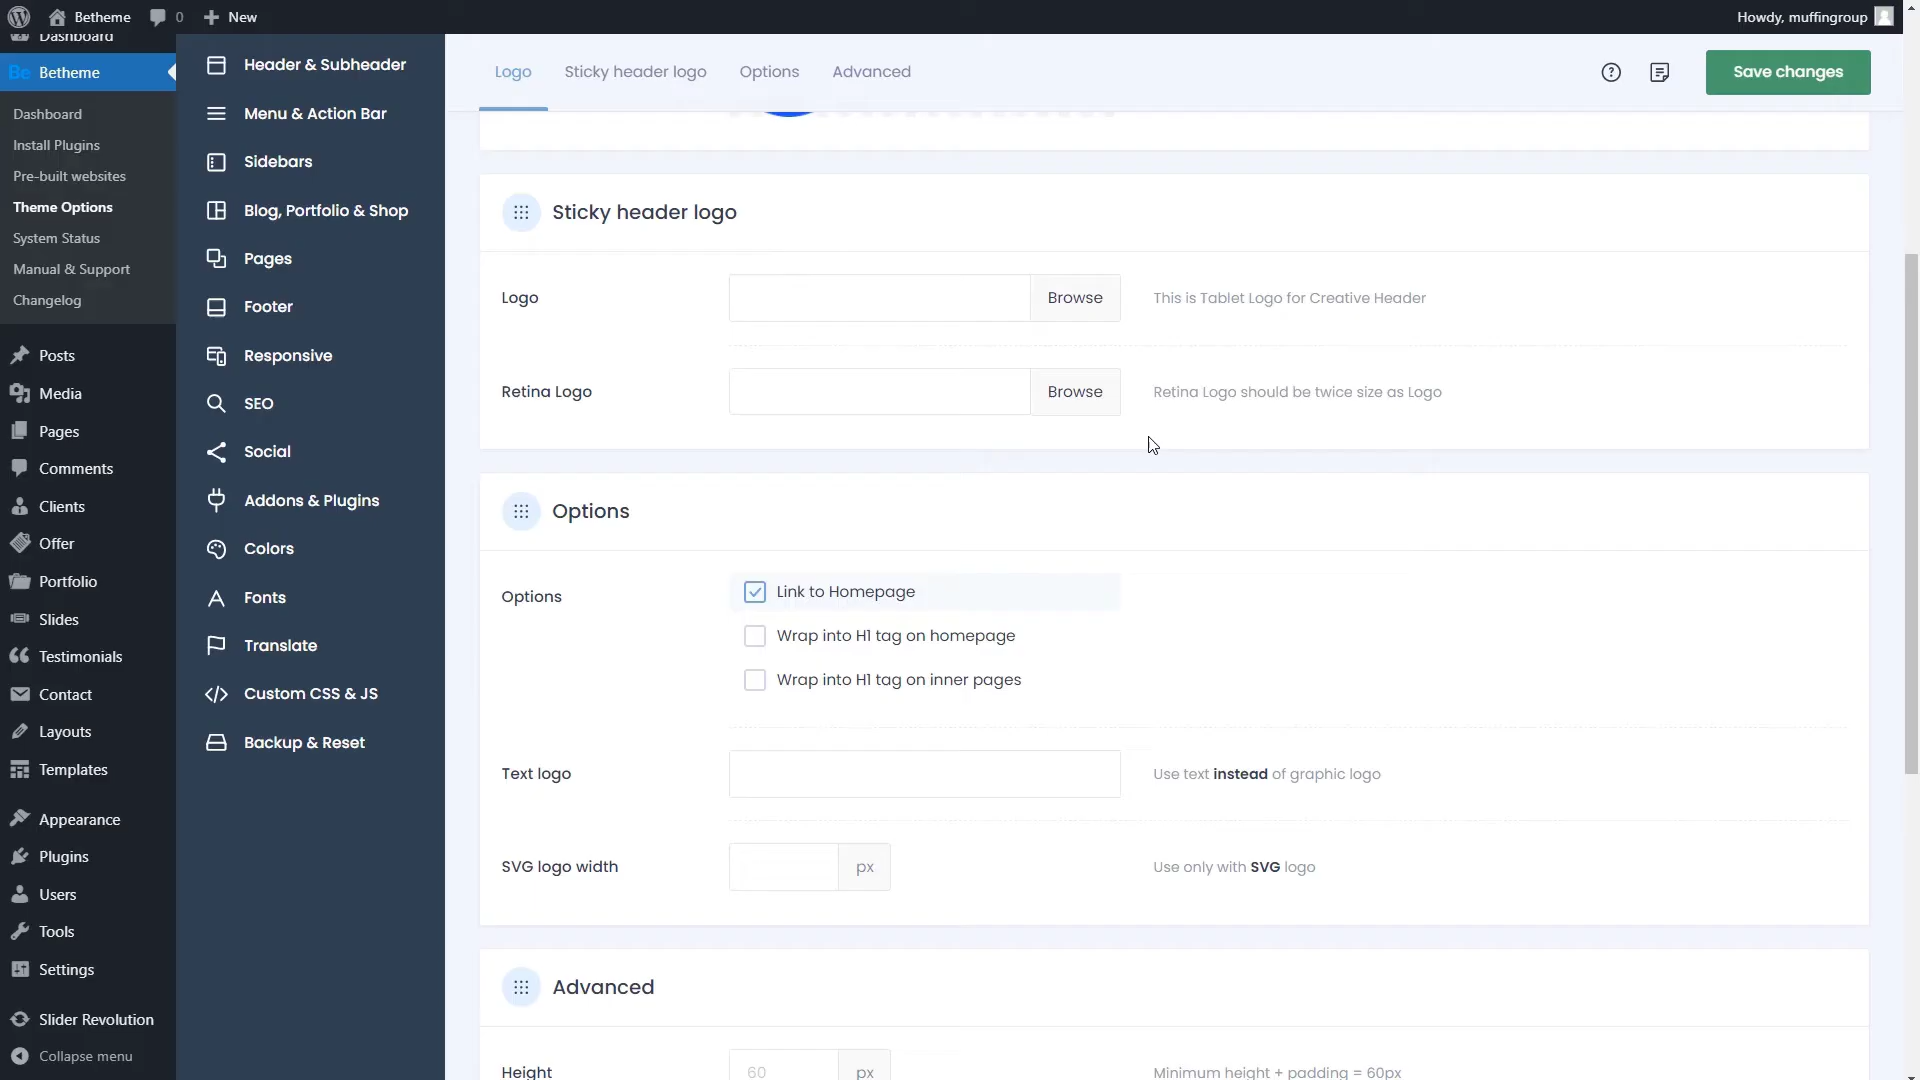 Betheme
0
New
Howdy, muffingroup
Dashboard
Be Betheme
Dashboard
Install Plugins
Pre-built websites
Theme Options
System Status
Manual & Support
Changelog
Posts
Media
Pages
Comments
Clients
Offer
Portfolio
Slides
Testimonials
Contact
Layouts
Templates
Appearance
Plugins
Users
Tools
Settings
Slider Revolution
Collapse menu
Header & Subheader
Menu & Action Bar
Sidebars
Blog, Portfolio & Shop
Pages
Footer
Responsive
SEO
Social
Addons & Plugins
Colors
Fonts
Translate
Custom CSS & JS
Backup & Reset
Logo
Sticky header logo
Options
Advanced
Save changes
Sticky header logo
Logo
Browse
This is Tablet Logo for Creative Header
Retina Logo
Browse
Retina Logo should be twice size as Logo
Options
Options
Link to Homepage
Wrap into H1 tag on homepage
Wrap into H1 tag on inner pages
Text logo
Use text instead of graphic logo
SVG logo width
px
Use only with SVG logo
Advanced
Height
60
px
Minimum height + padding = 60px